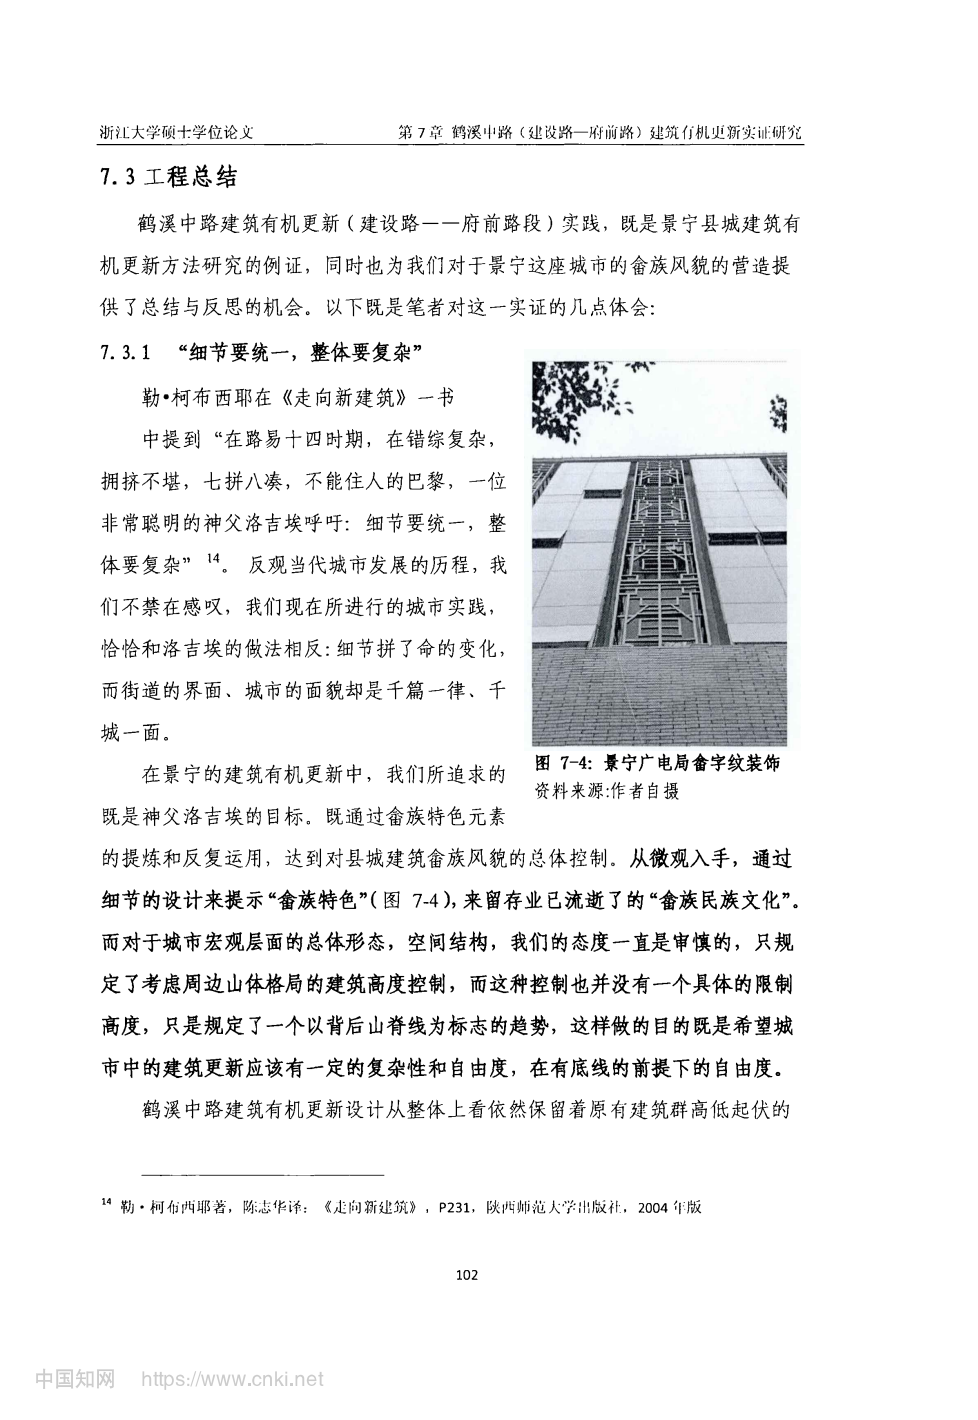 浙江大学硕士学位论文 第7章 鹤溪中路（建设路—府前路）建筑有机更新实证研究
7.3 工程总结
鹤溪中路建筑有机更新（建设路——府前路段）实践，既是景宁县城建筑有
机更新方法研究的例证，同时也为我们对于景宁这座城市的畲族风貌的营造提
供了总结与反思的机会。以下既是笔者对这一实证的几点体会：
7.3.1 “细节要统一，整体要复杂”
勒•柯布西耶在《走向新建筑》一书
中提到“在路易十四时期，在错综复杂，
拥挤不堪，七拼八凑，不能住人的巴黎，一位
非常聪明的神父洛吉埃呼吁：细节要统一，整
体要复杂”14。 反观当代城市发展的历程，我
们不禁在感叹，我们现在所进行的城市实践，
恰恰和洛吉埃的做法相反：细节拼了命的变化，
而街道的界面、城市的面貌却是千篇一律、千
城一面。
图 7-4：景宁广电局畲字纹装饰
资料来源:作者自摄
在景宁的建筑有机更新中，我们所追求的
既是神父洛吉埃的目标。既通过畲族特色元素
的提炼和反复运用，达到对县城建筑畲族风貌的总体控制。从微观入手，通过
细节的设计来提示“畲族特色”（图 7-4），来留存业已流逝了的“畲族民族文化”。
而对于城市宏观层面的总体形态，空间结构，我们的态度一直是审慎的，只规
定了考虑周边山体格局的建筑高度控制，而这种控制也并没有一个具体的限制
高度，只是规定了一个以背后山脊线为标志的趋势，这样做的目的既是希望城
市中的建筑更新应该有一定的复杂性和自由度，在有底线的前提下的自由度。
鹤溪中路建筑有机更新设计从整体上看依然保留着原有建筑群高低起伏的
14 勒・柯布西耶著，陈志华译：《走向新建筑》，P231，陕西师范大学出版社，2004 年版
102
中国知网 https://www.cnki.net